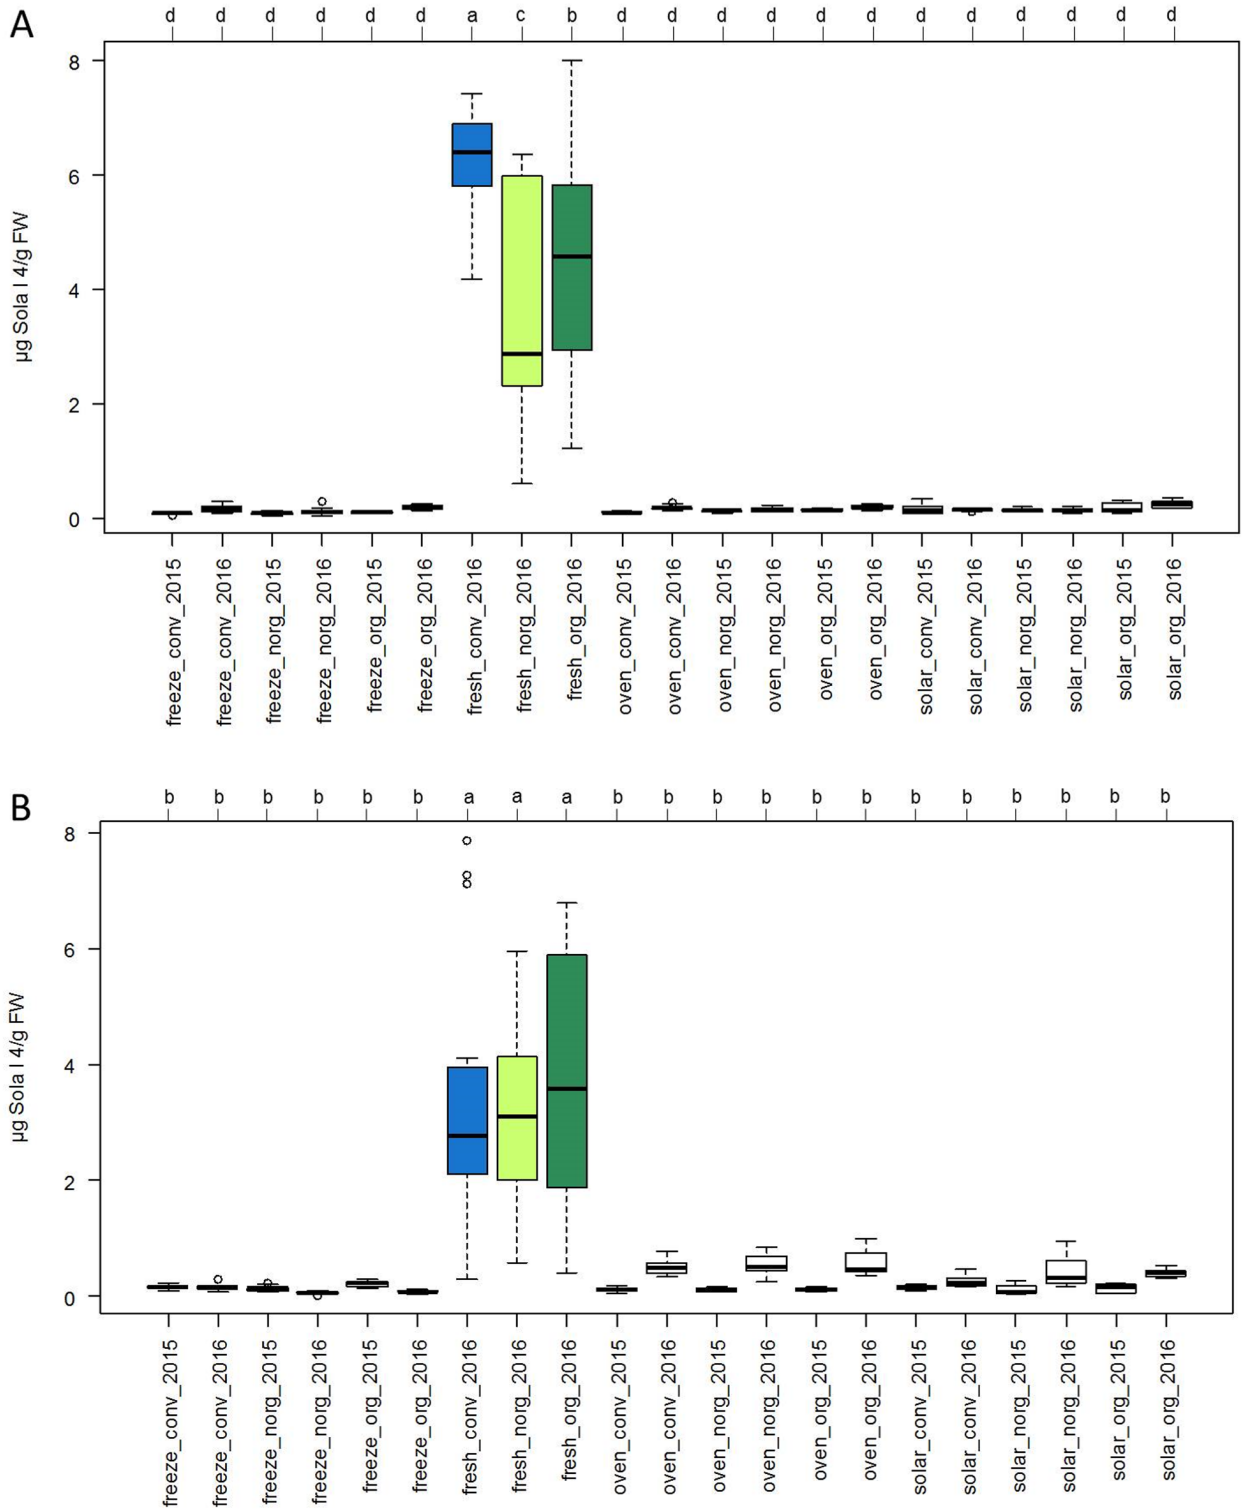 A
d d d d d d a c b d d d d d d d d d d d d
8
6
4
2
0
µg Sola l 4/g FW
freeze_conv_2015
freeze_conv_2016
freeze_norg_2015
freeze_norg_2016
freeze_org_2015
freeze_org_2016
fresh_conv_2016
fresh_norg_2016
fresh_org_2016
oven_conv_2015
oven_conv_2016
oven_norg_2015
oven_norg_2016
oven_org_2015
oven_org_2016
solar_conv_2015
solar_conv_2016
solar_norg_2015
solar_norg_2016
solar_org_2015
solar_org_2016
B
b b b b b b a a a b b b b b b b b b b b b
8
6
4
2
0
µg Sola l 4/g FW
freeze_conv_2015
freeze_conv_2016
freeze_norg_2015
freeze_norg_2016
freeze_org_2015
freeze_org_2016
fresh_conv_2016
fresh_norg_2016
fresh_org_2016
oven_conv_2015
oven_conv_2016
oven_norg_2015
oven_norg_2016
oven_org_2015
oven_org_2016
solar_conv_2015
solar_conv_2016
solar_norg_2015
solar_norg_2016
solar_org_2015
solar_org_2016